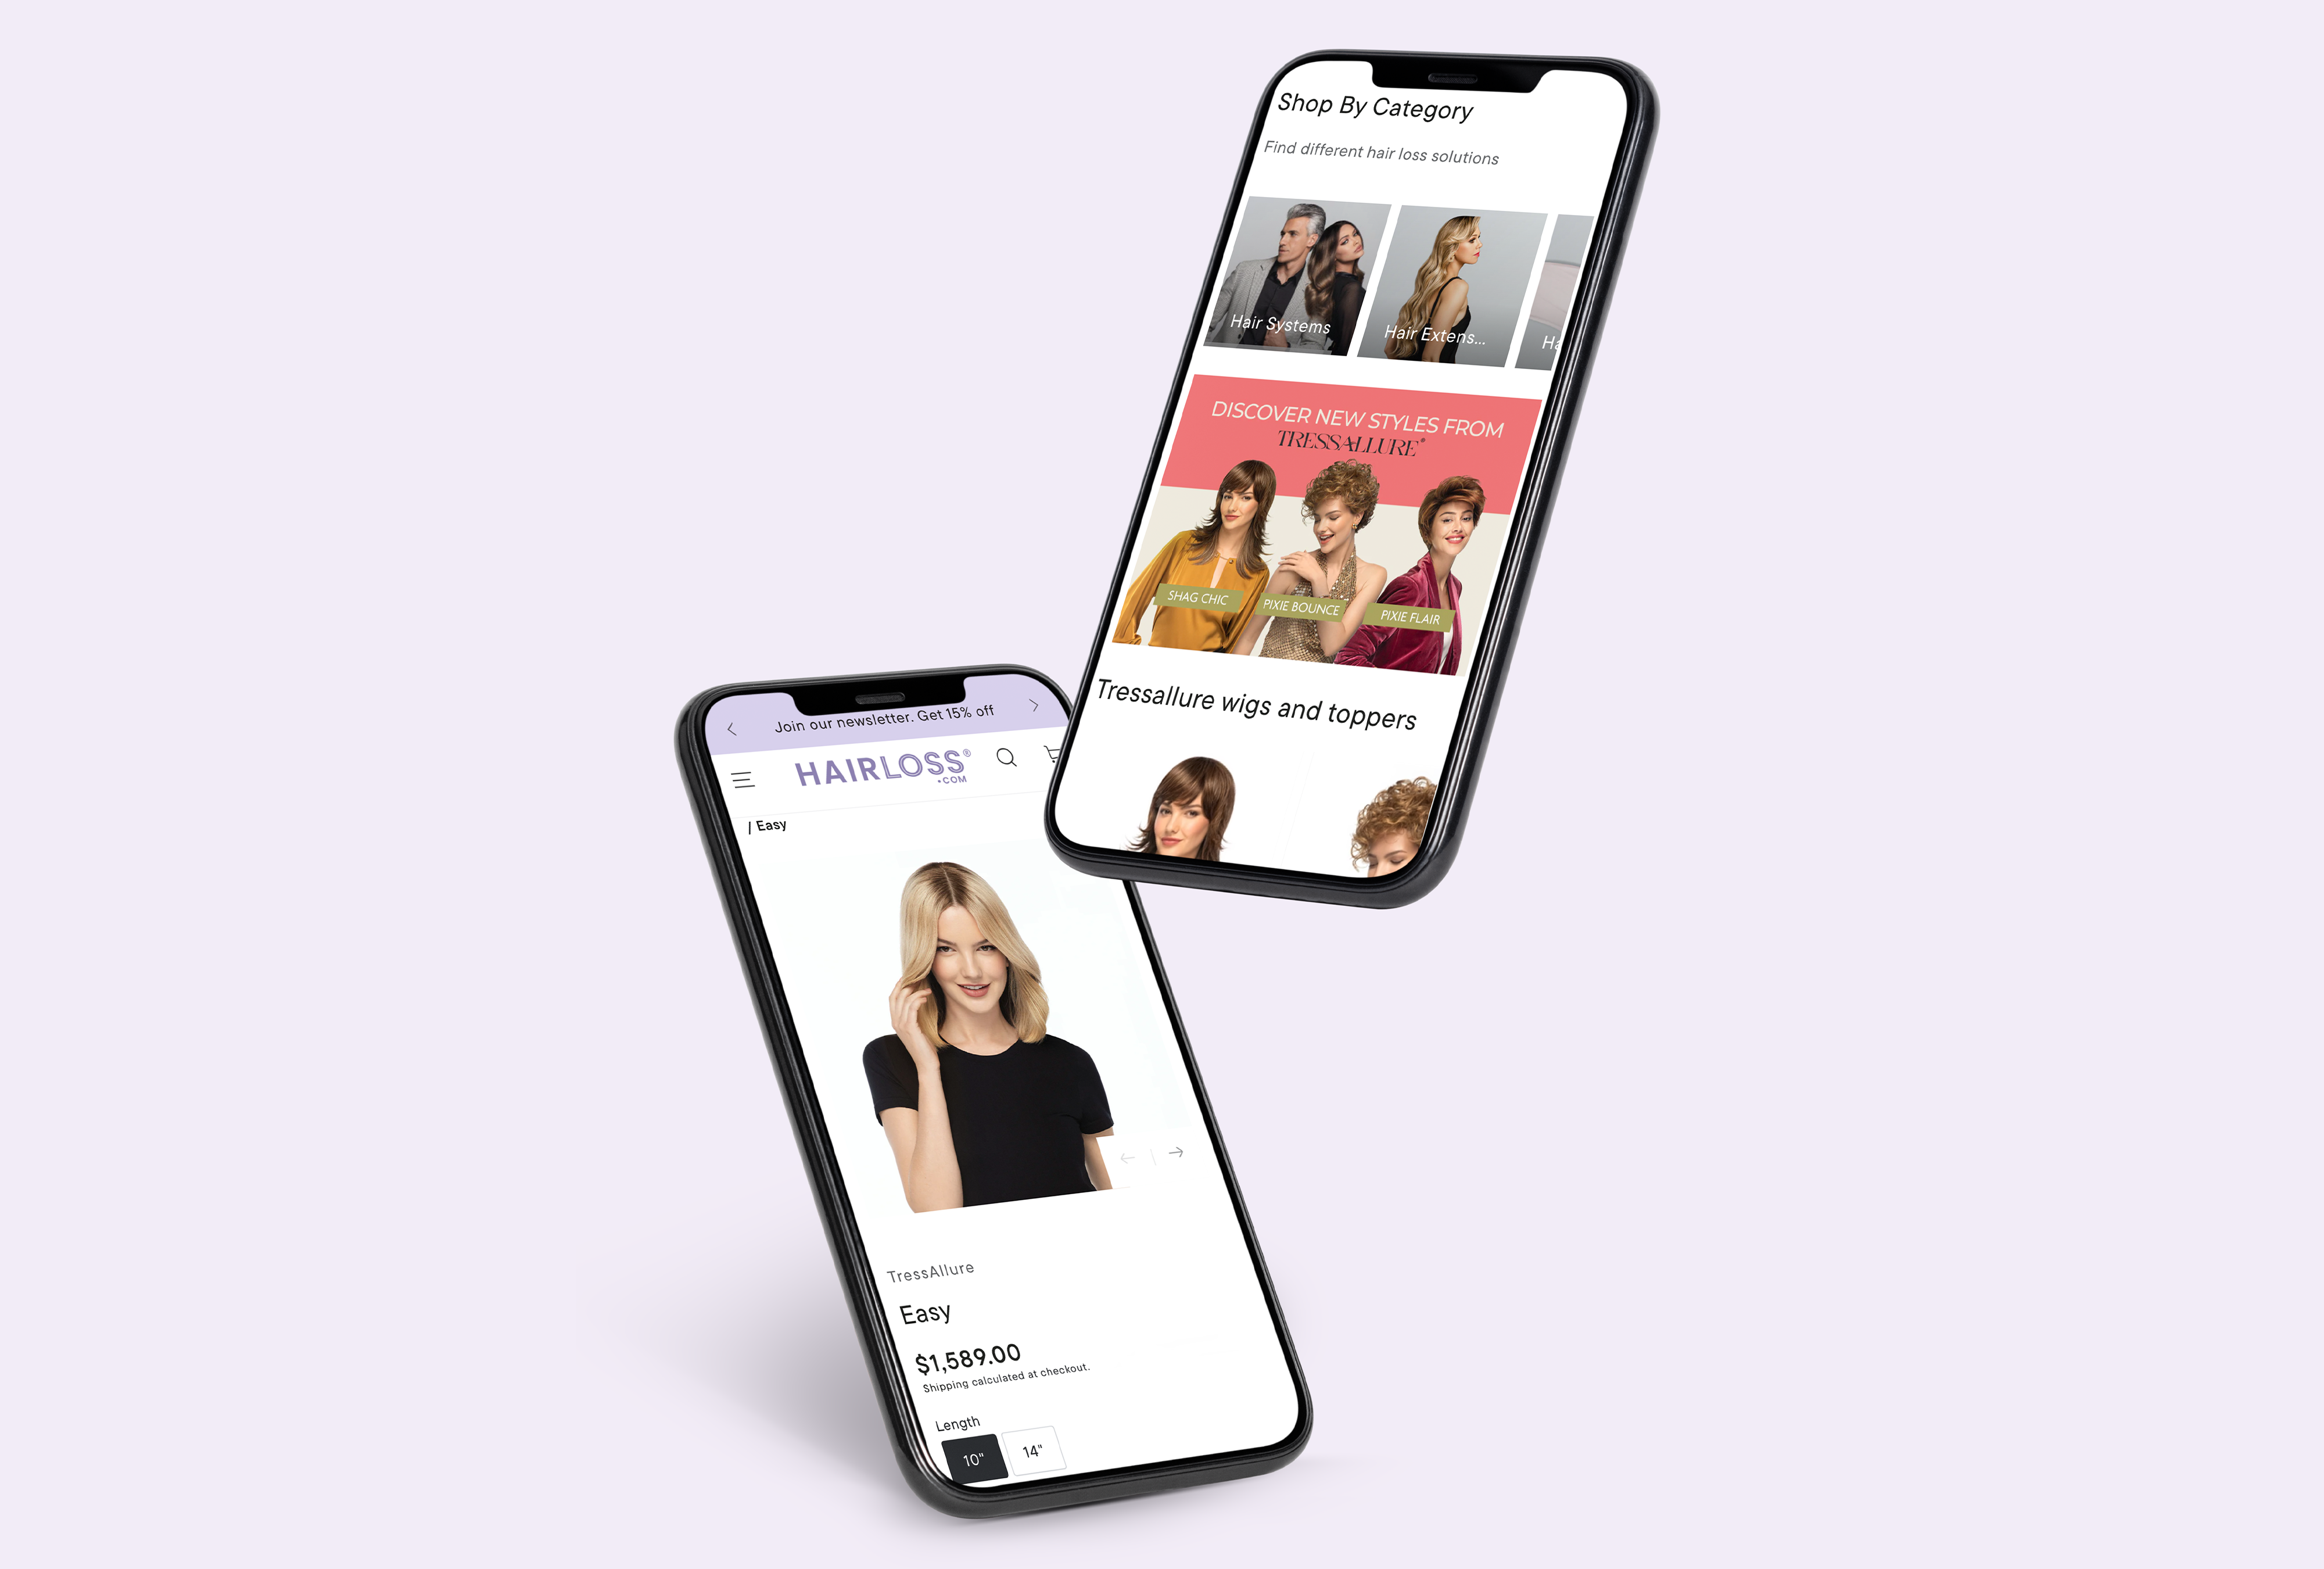 Shop By Category
Find different hair loss solutions
Hair Systems
Hair Extens...
Ha
DISCOVER NEW STYLES FROM
TRESSALLURE®
SHAG CHIC
PIXIE BOUNCE
PIXIE FLAIR
Tressallure wigs and toppers
Join our newsletter. Get 15% off
HAIRLOSS®
.COM
/ Easy
TressAllure
Easy
$1,589.00
Shipping calculated at checkout.
Length
10"
14"